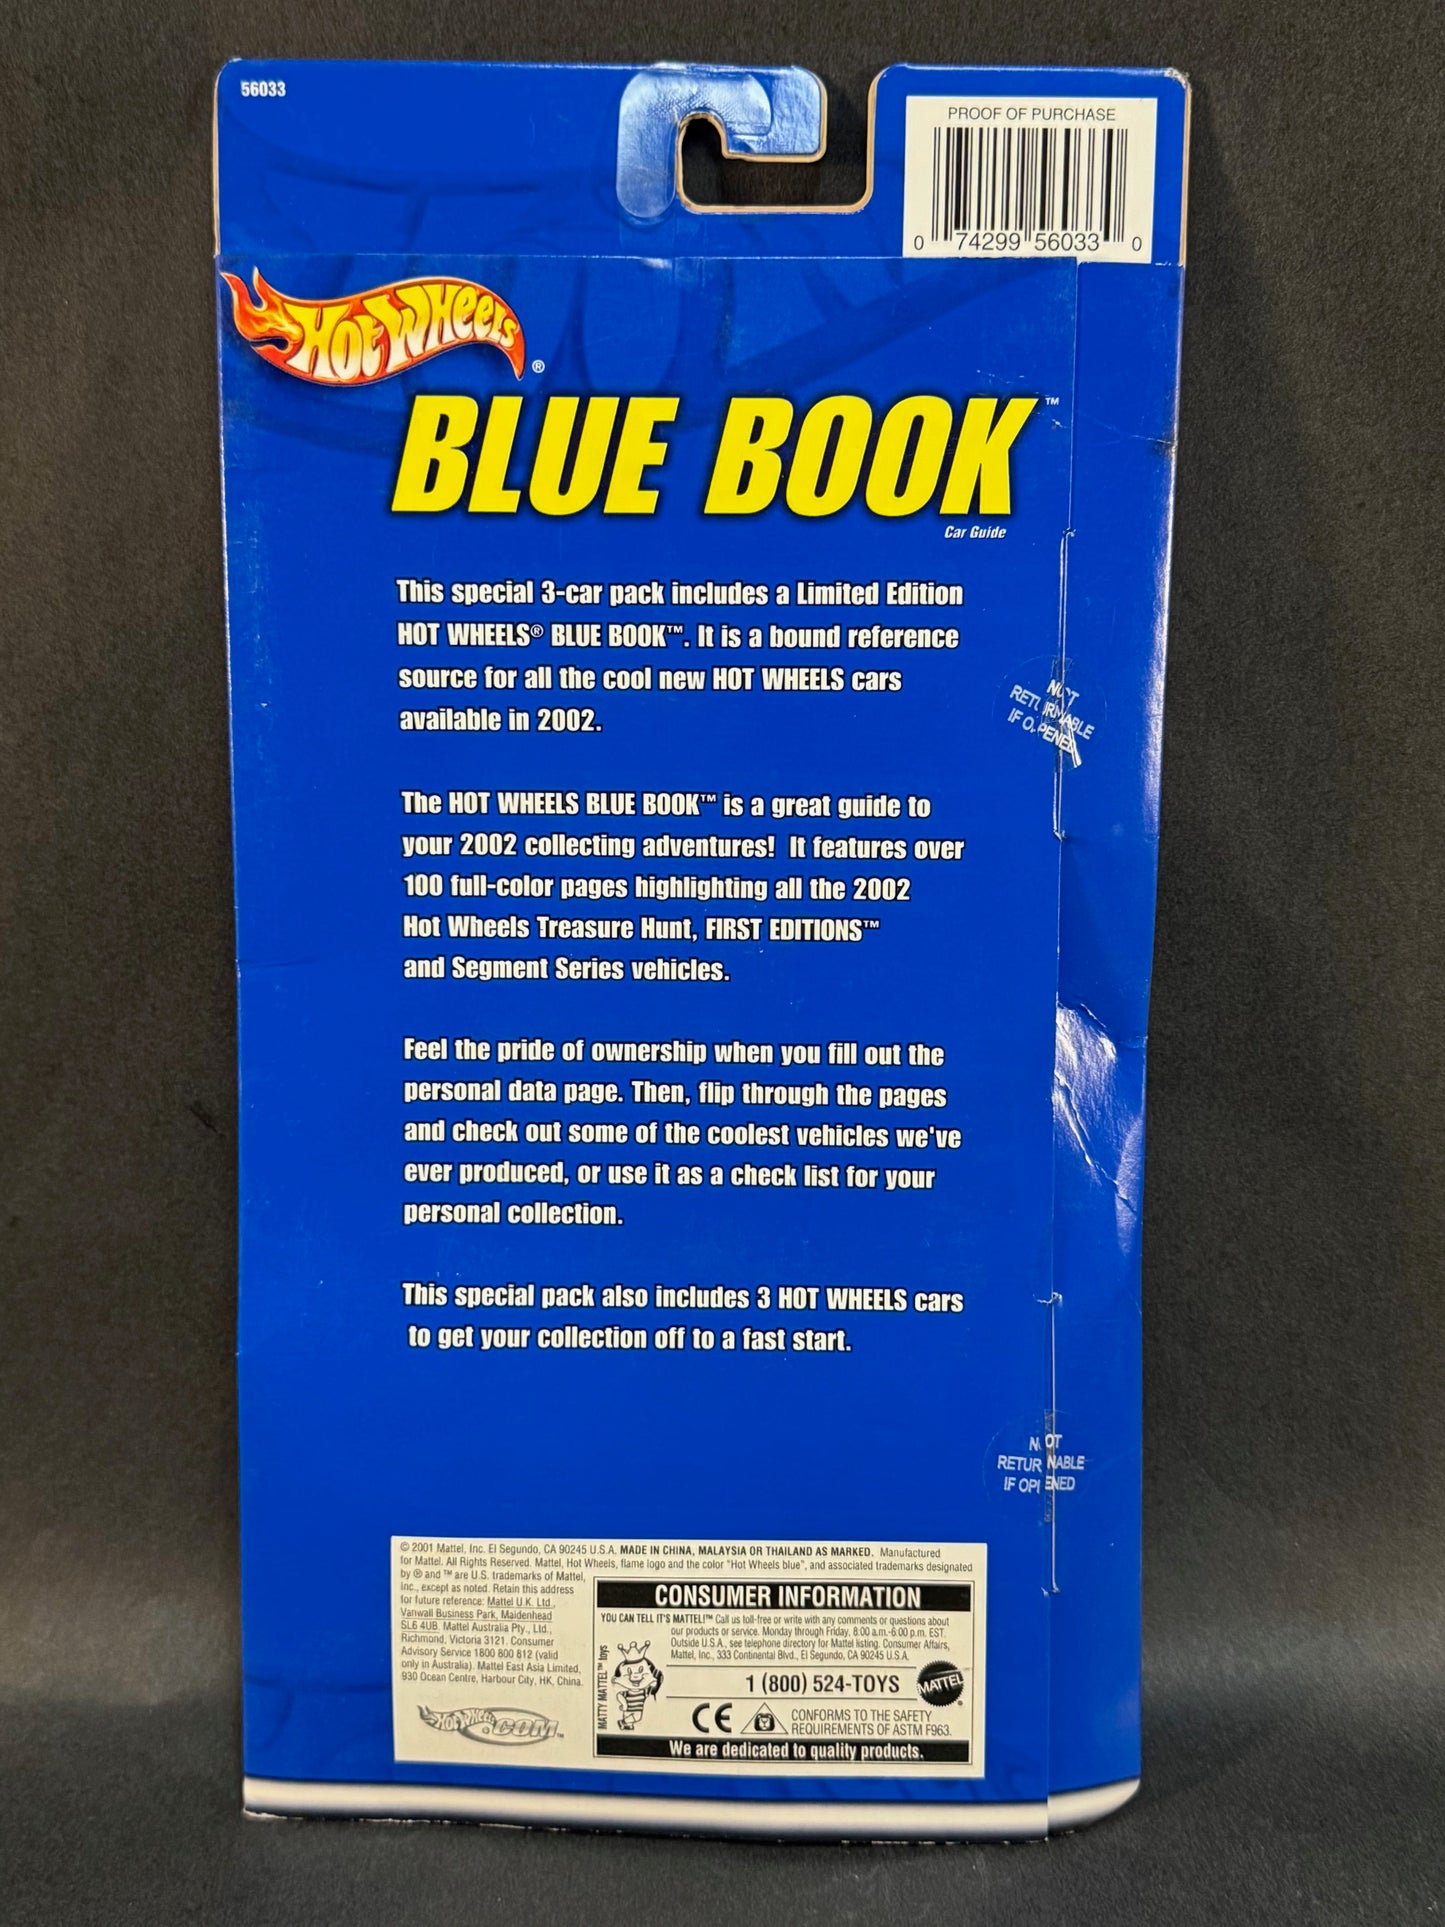 56033
PROOF OF PURCHASE
0 74299 56033 0
HOT WHEELS ®
BLUE BOOK™
Car Guide
This special 3-car pack includes a Limited Edition
HOT WHEELS® BLUE BOOK™. It is a bound reference
source for all the cool new HOT WHEELS cars
available in 2002.
The HOT WHEELS BLUE BOOK™ is a great guide to
your 2002 collecting adventures! It features over
100 full-color pages highlighting all the 2002
Hot Wheels Treasure Hunt, FIRST EDITIONS™
and Segment Series vehicles.
Feel the pride of ownership when you fill out the
personal data page. Then, flip through the pages
and check out some of the coolest vehicles we've
ever produced, or use it as a check list for your
personal collection.
This special pack also includes 3 HOT WHEELS cars
to get your collection off to a fast start.
NOT
RETURNABLE
IF OPENED
NOT
RETURNABLE
IF OPENED
© 2001 Mattel, Inc. El Segundo, CA 90245 U.S.A. MADE IN CHINA, MALAYSIA OR THAILAND AS MARKED. Manufactured
for Mattel. All Rights Reserved. Mattel, Hot Wheels, flame logo and the color "Hot Wheels blue", and associated trademarks designated
by ® and ™ are U.S. trademarks of Mattel,
Inc., except as noted. Retain this address
for future reference: Mattel U.K. Ltd.,
Vanwall Business Park, Maidenhead
SL6 4UB. Mattel Australia Pty., Ltd.,
Richmond, Victoria 3121. Consumer
Advisory Service 1800 800 812 (valid
only in Australia). Mattel East Asia Limited,
930 Ocean Centre, Harbour City, HK, China.
HOT WHEELS.COM™
CONSUMER INFORMATION
YOU CAN TELL IT'S MATTEL!™ Call us toll-free or write with any comments or questions about
our products or service. Monday through Friday, 8:00 a.m.-6:00 p.m. EST.
Outside U.S.A., see telephone directory for Mattel listing. Consumer Affairs,
Mattel, Inc., 333 Continental Blvd., El Segundo, CA 90245 U.S.A.
MATTY MATTEL™ toys
1 (800) 524-TOYS
MATTEL®
CE
CONFORMS TO THE SAFETY
REQUIREMENTS OF ASTM F963.
We are dedicated to quality products.